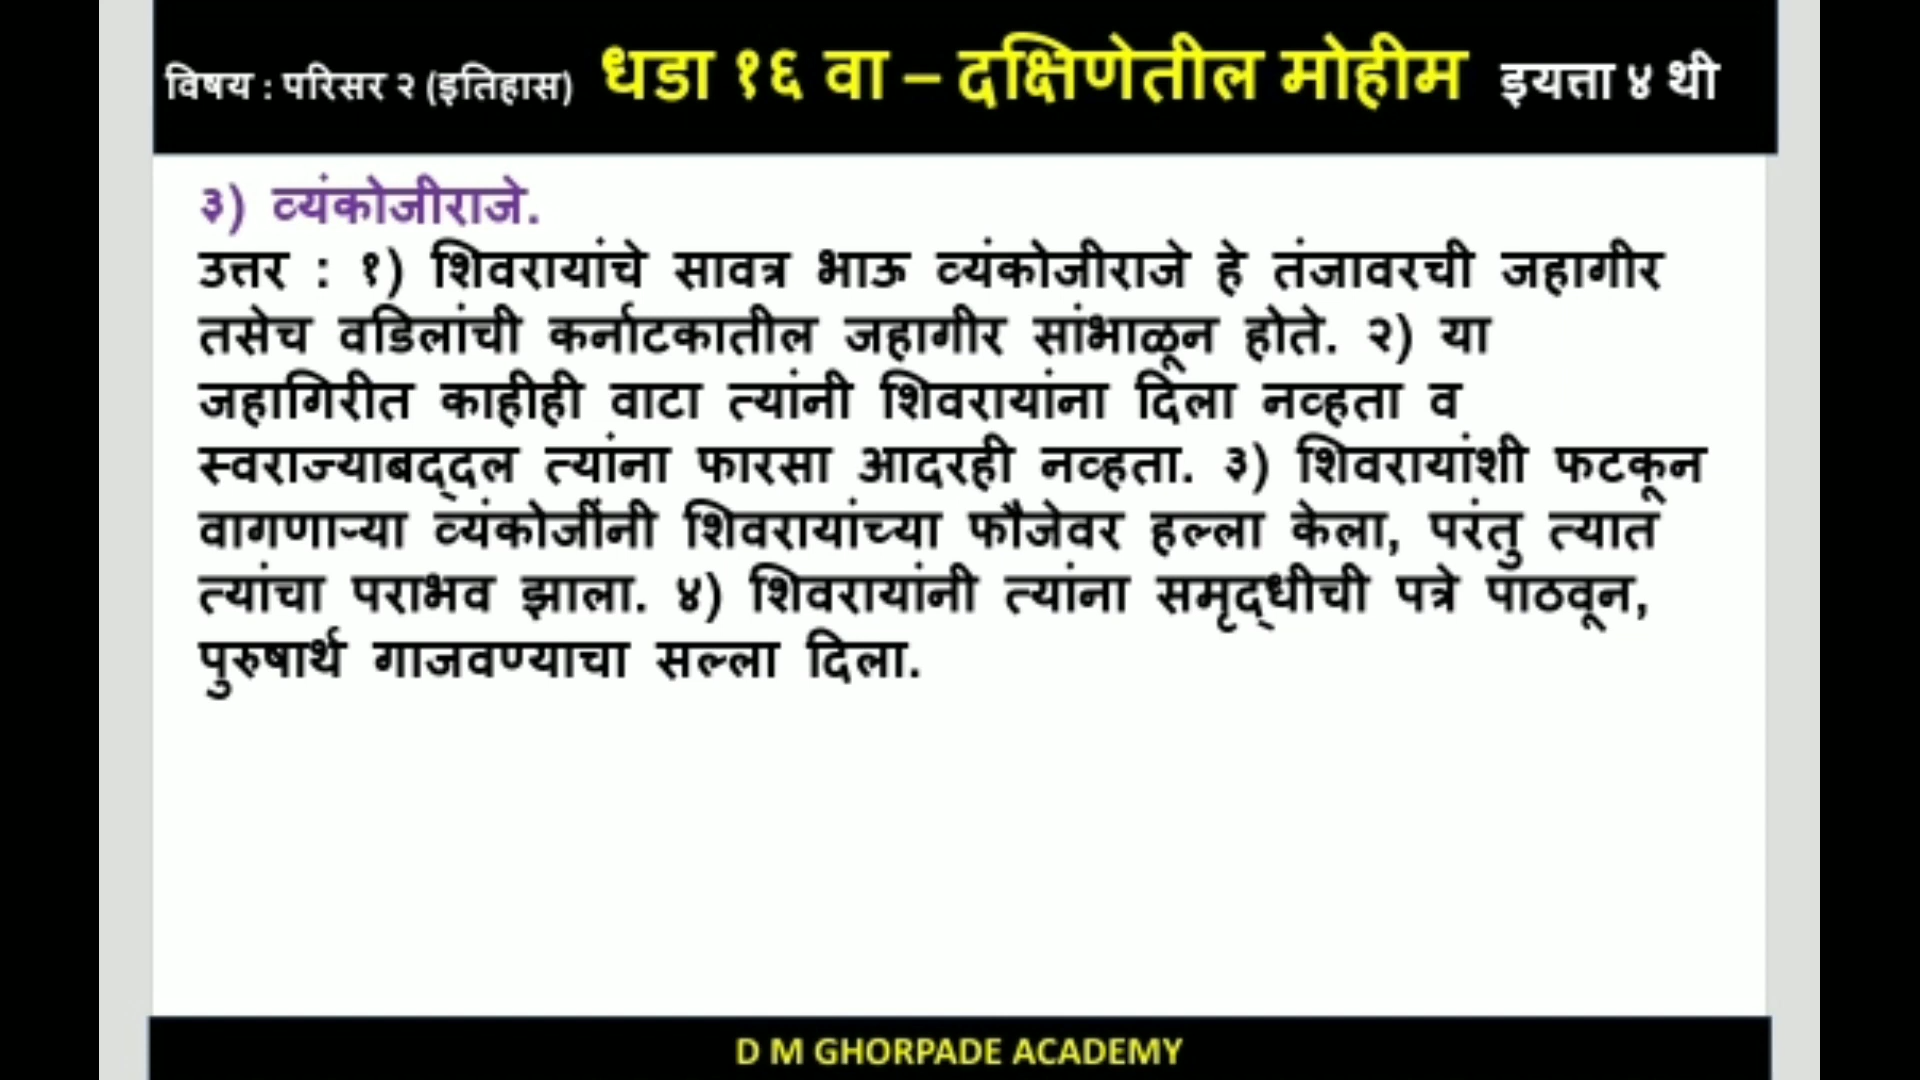 विषय : परिसर २ (इतिहास) धडा १६ वा – दक्षिणेतील मोहीम इयत्ता ४ थी
३) व्यंकोजीराजे.
उत्तर : १) शिवरायांचे सावत्र भाऊ व्यंकोजीराजे हे तंजावरची जहागीर
तसेच वडिलांची कर्नाटकातील जहागीर सांभाळून होते. २) या
जहागिरीत काहीही वाटा त्यांनी शिवरायांना दिला नव्हता व
स्वराज्याबद्दल त्यांना फारसा आदरही नव्हता. ३) शिवरायांशी फटकून
वागणाऱ्या व्यंकोजींनी शिवरायांच्या फौजेवर हल्ला केला, परंतु त्यात
त्यांचा पराभव झाला. ४) शिवरायांनी त्यांना समृद्धीची पत्रे पाठवून,
पुरुषार्थ गाजवण्याचा सल्ला दिला.
D M GHORPADE ACADEMY